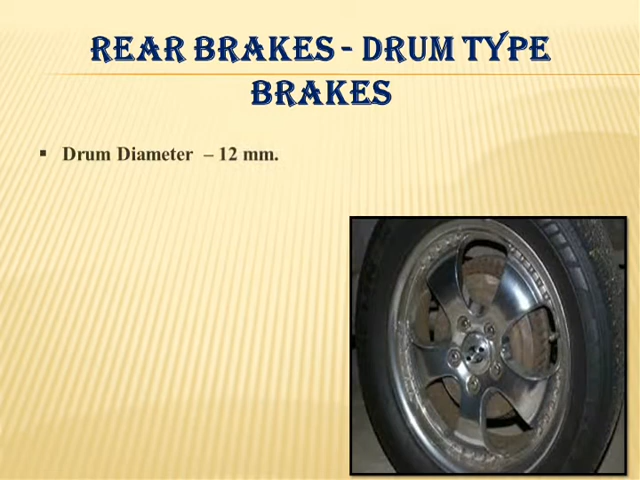 REAR BRAKES - DRUM TYPE
BRAKES
▪ Drum Diameter – 12 mm.